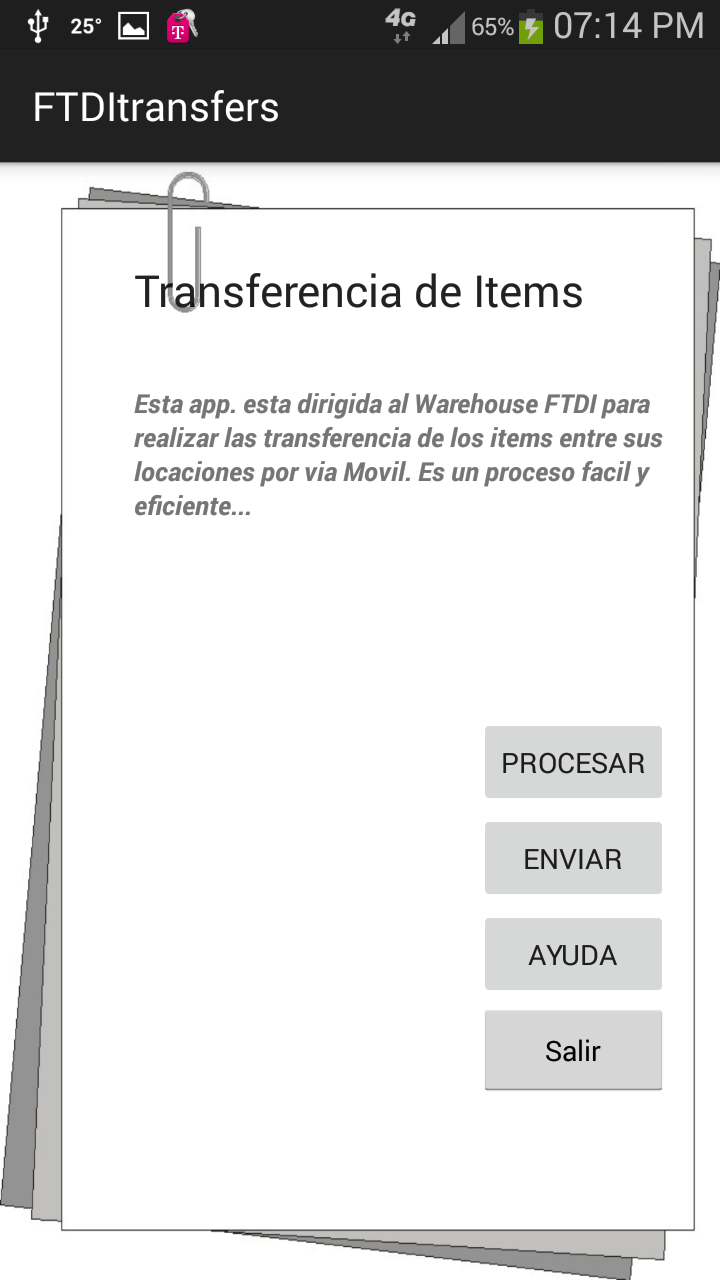 25°
4G
65%
07:14 PM
FTDItransfers
Transferencia de Items
Esta app. esta dirigida al Warehouse FTDI para
realizar las transferencia de los items entre sus
locaciones por via Movil. Es un proceso facil y
eficiente...
PROCESAR
ENVIAR
AYUDA
Salir